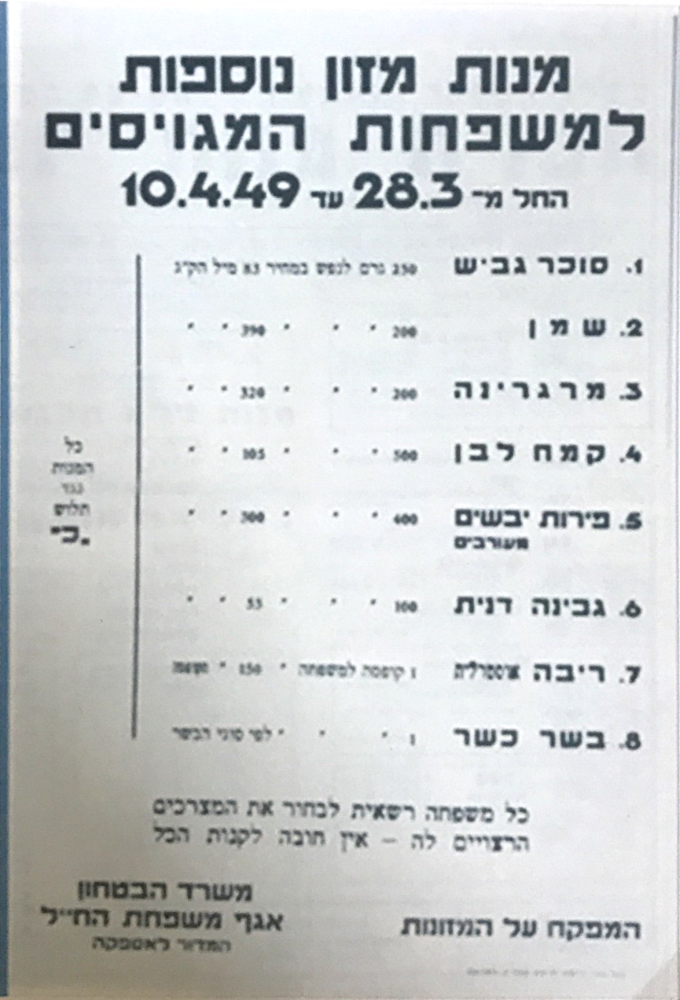 מנות מזון נוספות
למשפחות המגויסים
החל מ־ 28.3 עד 10.4.49
1. סוכר גביש 250 גרם לנפש במחיר 83 מיל הק״ג
2. שמן 200 " " " 390 " "
3. מרגרינה 200 " " " 320 " "
4. קמח לבן 500 " " " 105 " "
5. פירות יבשים 400 " " " 300 " "
מעורבים
6. גבינה דנית 100 " " " 55 " "
7. ריבה אוסטרלית 1 קופסה למשפחה " 150 " הקופסה
8. בשר כשר 1 " " " לפי סוגי הבשר
כל
המנות
נגד
תלוש
כ׳.
כל משפחה רשאית לבחור את המצרכים
הרצויים לה – אין חובה לקנות הכל
המפקח על המזונות
משרד הבטחון
אגף משפחת החייל
המדור לאספקה